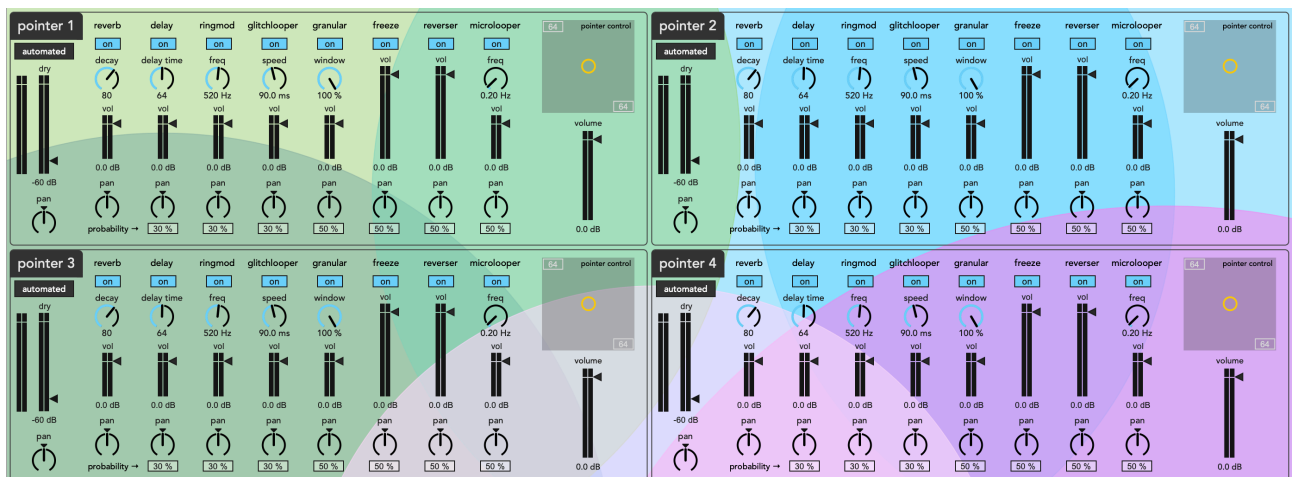 pointer 1 reverb delay ringmod glitchlooper granular freeze reverser microlooper 64 pointer control
automated on on on on on on on on
dry decay delay time freq speed window vol vol freq
80 64 520 Hz 90.0 ms 100 % 0.20 Hz
vol vol vol vol vol vol 64
volume
0.0 dB 0.0 dB 0.0 dB 0.0 dB 0.0 dB 0.0 dB 0.0 dB 0.0 dB
-60 dB
pan pan pan pan pan pan pan pan pan
probability → 30 % 30 % 30 % 50 % 50 % 50 % 50 % 0.0 dB
pointer 2 reverb delay ringmod glitchlooper granular freeze reverser microlooper 64 pointer control
automated on on on on on on on on
dry decay delay time freq speed window vol vol freq
80 64 520 Hz 90.0 ms 100 % 0.20 Hz
vol vol vol vol vol vol 64
volume
0.0 dB 0.0 dB 0.0 dB 0.0 dB 0.0 dB 0.0 dB 0.0 dB 0.0 dB
-60 dB
pan pan pan pan pan pan pan pan pan
probability → 30 % 30 % 30 % 50 % 50 % 50 % 50 % 0.0 dB
pointer 3 reverb delay ringmod glitchlooper granular freeze reverser microlooper 64 pointer control
automated on on on on on on on on
dry decay delay time freq speed window vol vol freq
80 64 520 Hz 90.0 ms 100 % 0.20 Hz
vol vol vol vol vol vol 64
volume
0.0 dB 0.0 dB 0.0 dB 0.0 dB 0.0 dB 0.0 dB 0.0 dB 0.0 dB
-60 dB
pan pan pan pan pan pan pan pan pan
probability → 30 % 30 % 30 % 50 % 50 % 50 % 50 % 0.0 dB
pointer 4 reverb delay ringmod glitchlooper granular freeze reverser microlooper 64 pointer control
automated on on on on on on on on
dry decay delay time freq speed window vol vol freq
80 64 520 Hz 90.0 ms 100 % 0.20 Hz
vol vol vol vol vol vol 64
volume
0.0 dB 0.0 dB 0.0 dB 0.0 dB 0.0 dB 0.0 dB 0.0 dB 0.0 dB
-60 dB
pan pan pan pan pan pan pan pan pan
probability → 30 % 30 % 30 % 50 % 50 % 50 % 50 % 0.0 dB